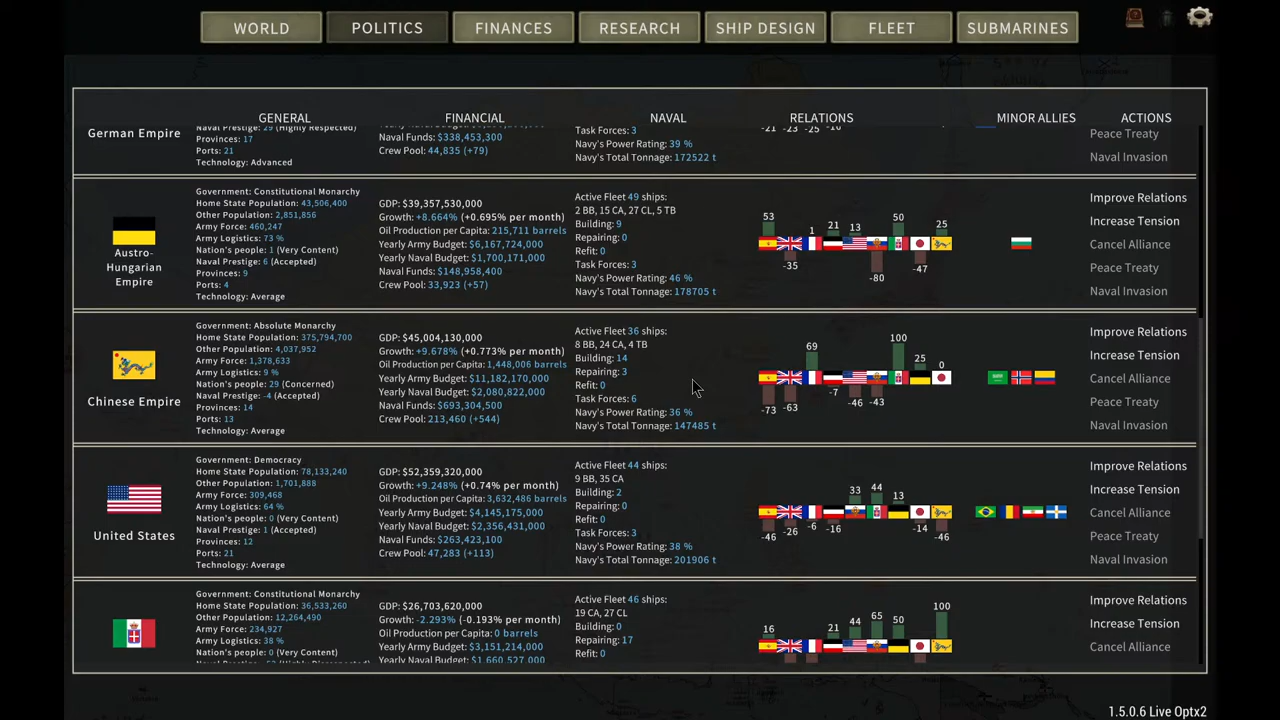 WORLD POLITICS FINANCES RESEARCH SHIP DESIGN FLEET SUBMARINES
GENERAL FINANCIAL NAVAL RELATIONS MINOR ALLIES ACTIONS
German Empire
Naval Prestige: 29 (Highly Respected)
Provinces: 17
Ports: 21
Technology: Advanced
Naval Funds: $338,453,300
Crew Pool: 44,835 (+79)
Task Forces: 3
Navy's Power Rating: 39 %
Navy's Total Tonnage: 172522 t
-21 -23 -25 -16
Peace Treaty
Naval Invasion
Austro-
Hungarian
Empire
Government: Constitutional Monarchy
Home State Population: 43,506,400
Other Population: 2,851,856
Army Force: 460,247
Army Logistics: 73 %
Nation's people: 1 (Very Content)
Naval Prestige: 6 (Accepted)
Provinces: 9
Ports: 4
Technology: Average
GDP: $39,357,530,000
Growth: +8.664% (+0.695% per month)
Oil Production per Capita: 215,711 barrels
Yearly Army Budget: $6,167,724,000
Yearly Naval Budget: $1,700,171,000
Naval Funds: $148,958,400
Crew Pool: 33,923 (+57)
Active Fleet 49 ships:
2 BB, 15 CA, 27 CL, 5 TB
Building: 9
Repairing: 0
Refit: 0
Task Forces: 3
Navy's Power Rating: 46 %
Navy's Total Tonnage: 178705 t
53 1 21 13 50 25
-35 -80 -47
Improve Relations
Increase Tension
Cancel Alliance
Peace Treaty
Naval Invasion
Chinese Empire
Government: Absolute Monarchy
Home State Population: 375,794,700
Other Population: 4,037,952
Army Force: 1,378,633
Army Logistics: 9 %
Nation's people: 29 (Concerned)
Naval Prestige: -4 (Accepted)
Provinces: 14
Ports: 13
Technology: Average
GDP: $45,004,130,000
Growth: +9.678% (+0.773% per month)
Oil Production per Capita: 1,448,006 barrels
Yearly Army Budget: $11,182,170,000
Yearly Naval Budget: $2,080,822,000
Naval Funds: $693,304,500
Crew Pool: 213,460 (+544)
Active Fleet 36 ships:
8 BB, 24 CA, 4 TB
Building: 14
Repairing: 3
Refit: 0
Task Forces: 6
Navy's Power Rating: 36 %
Navy's Total Tonnage: 147485 t
69 100 25 0
-73 -63 -7 -46 -43
Improve Relations
Increase Tension
Cancel Alliance
Peace Treaty
Naval Invasion
United States
Government: Democracy
Home State Population: 78,133,240
Other Population: 1,701,888
Army Force: 309,468
Army Logistics: 64 %
Nation's people: 0 (Very Content)
Naval Prestige: 1 (Accepted)
Provinces: 12
Ports: 21
Technology: Average
GDP: $52,359,320,000
Growth: +9.248% (+0.74% per month)
Oil Production per Capita: 3,632,486 barrels
Yearly Army Budget: $4,145,175,000
Yearly Naval Budget: $2,356,431,000
Naval Funds: $263,423,100
Crew Pool: 47,283 (+113)
Active Fleet 44 ships:
9 BB, 35 CA
Building: 2
Repairing: 0
Refit: 0
Task Forces: 3
Navy's Power Rating: 38 %
Navy's Total Tonnage: 201906 t
33 44 13
-46 -26 -6 -16 -14 -46
Improve Relations
Increase Tension
Cancel Alliance
Peace Treaty
Naval Invasion
Government: Constitutional Monarchy
Home State Population: 36,533,260
Other Population: 12,264,490
Army Force: 234,927
Army Logistics: 38 %
Nation's people: 0 (Very Content)
GDP: $26,703,620,000
Growth: -2.293% (-0.193% per month)
Oil Production per Capita: 0 barrels
Yearly Army Budget: $3,151,214,000
Yearly Naval Budget: $1,660,527,000
Active Fleet 46 ships:
19 CA, 27 CL
Building: 0
Repairing: 17
Refit: 0
16 21 44 65 50 100
Improve Relations
Increase Tension
Cancel Alliance
1.5.0.6 Live Optx2